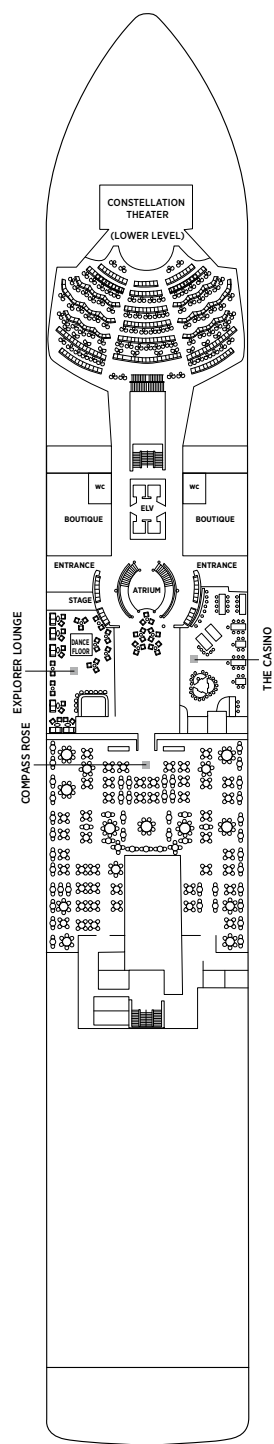 CONSTELLATION
THEATER
(LOWER LEVEL)
WC
WC
ELV
BOUTIQUE
BOUTIQUE
ENTRANCE
ENTRANCE
ATRIUM
STAGE
DANCE
FLOOR
EXPLORER LOUNGE
THE CASINO
COMPASS ROSE